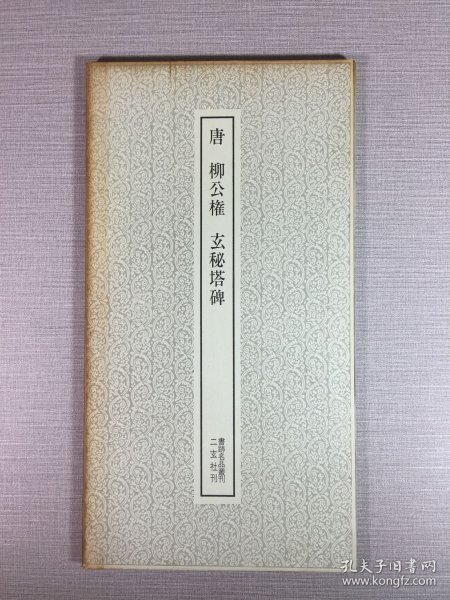 唐 柳公権 玄秘塔碑
書跡名品叢刊
二玄社刊
孔夫子旧书网
www.kongfz.com